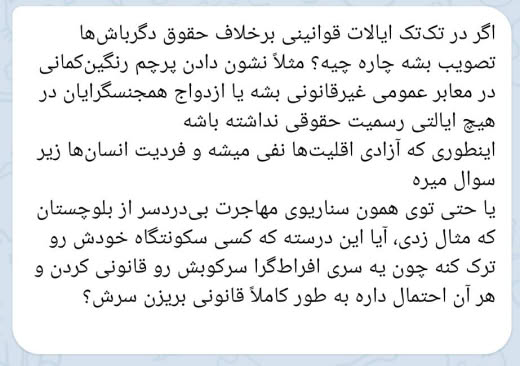 اگر در تک‌تک ایالات قوانینی برخلاف حقوق دگرباش‌ها
تصویب بشه چاره چیه؟ مثلاً نشون دادن پرچم رنگین‌کمانی
در معابر عمومی غیرقانونی بشه یا ازدواج همجنسگرایان در
هیچ ایالتی رسمیت حقوقی نداشته باشه
اینطوری که آزادی اقلیت‌ها نفی میشه و فردیت انسان‌ها زیر
سوال میره
یا حتی توی همون سناریوی مهاجرت بی‌دردسر از بلوچستان
که مثال زدی، آیا این درسته که کسی سکونتگاه خودش رو
ترک کنه چون یه سری افراط‌گرا سرکوبش رو قانونی کردن و
هر آن احتمال داره به طور کاملاً قانونی بریزن سرش؟